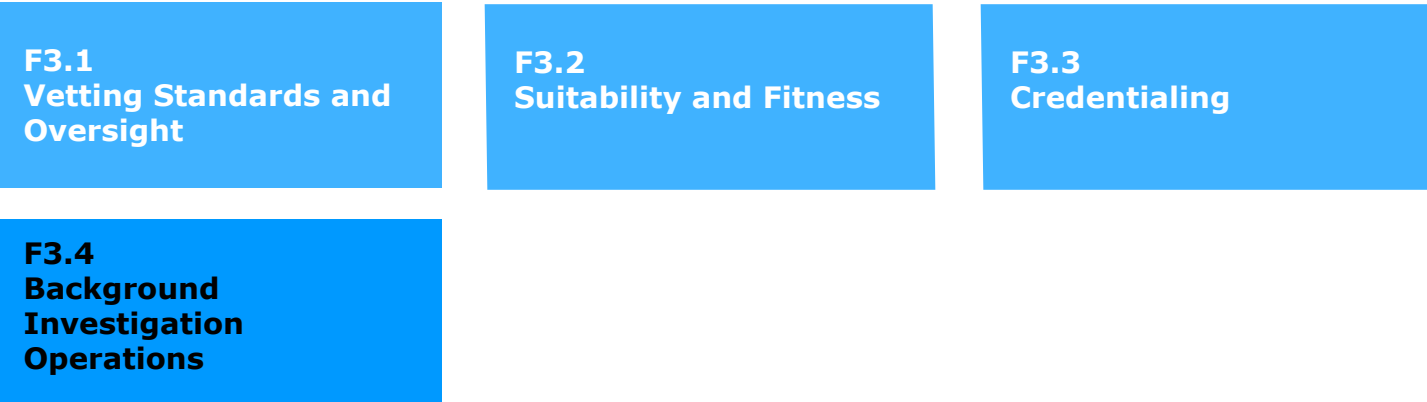 F3.1
Vetting Standards and
Oversight
F3.2
Suitability and Fitness
F3.3
Credentialing
F3.4
Background
Investigation
Operations